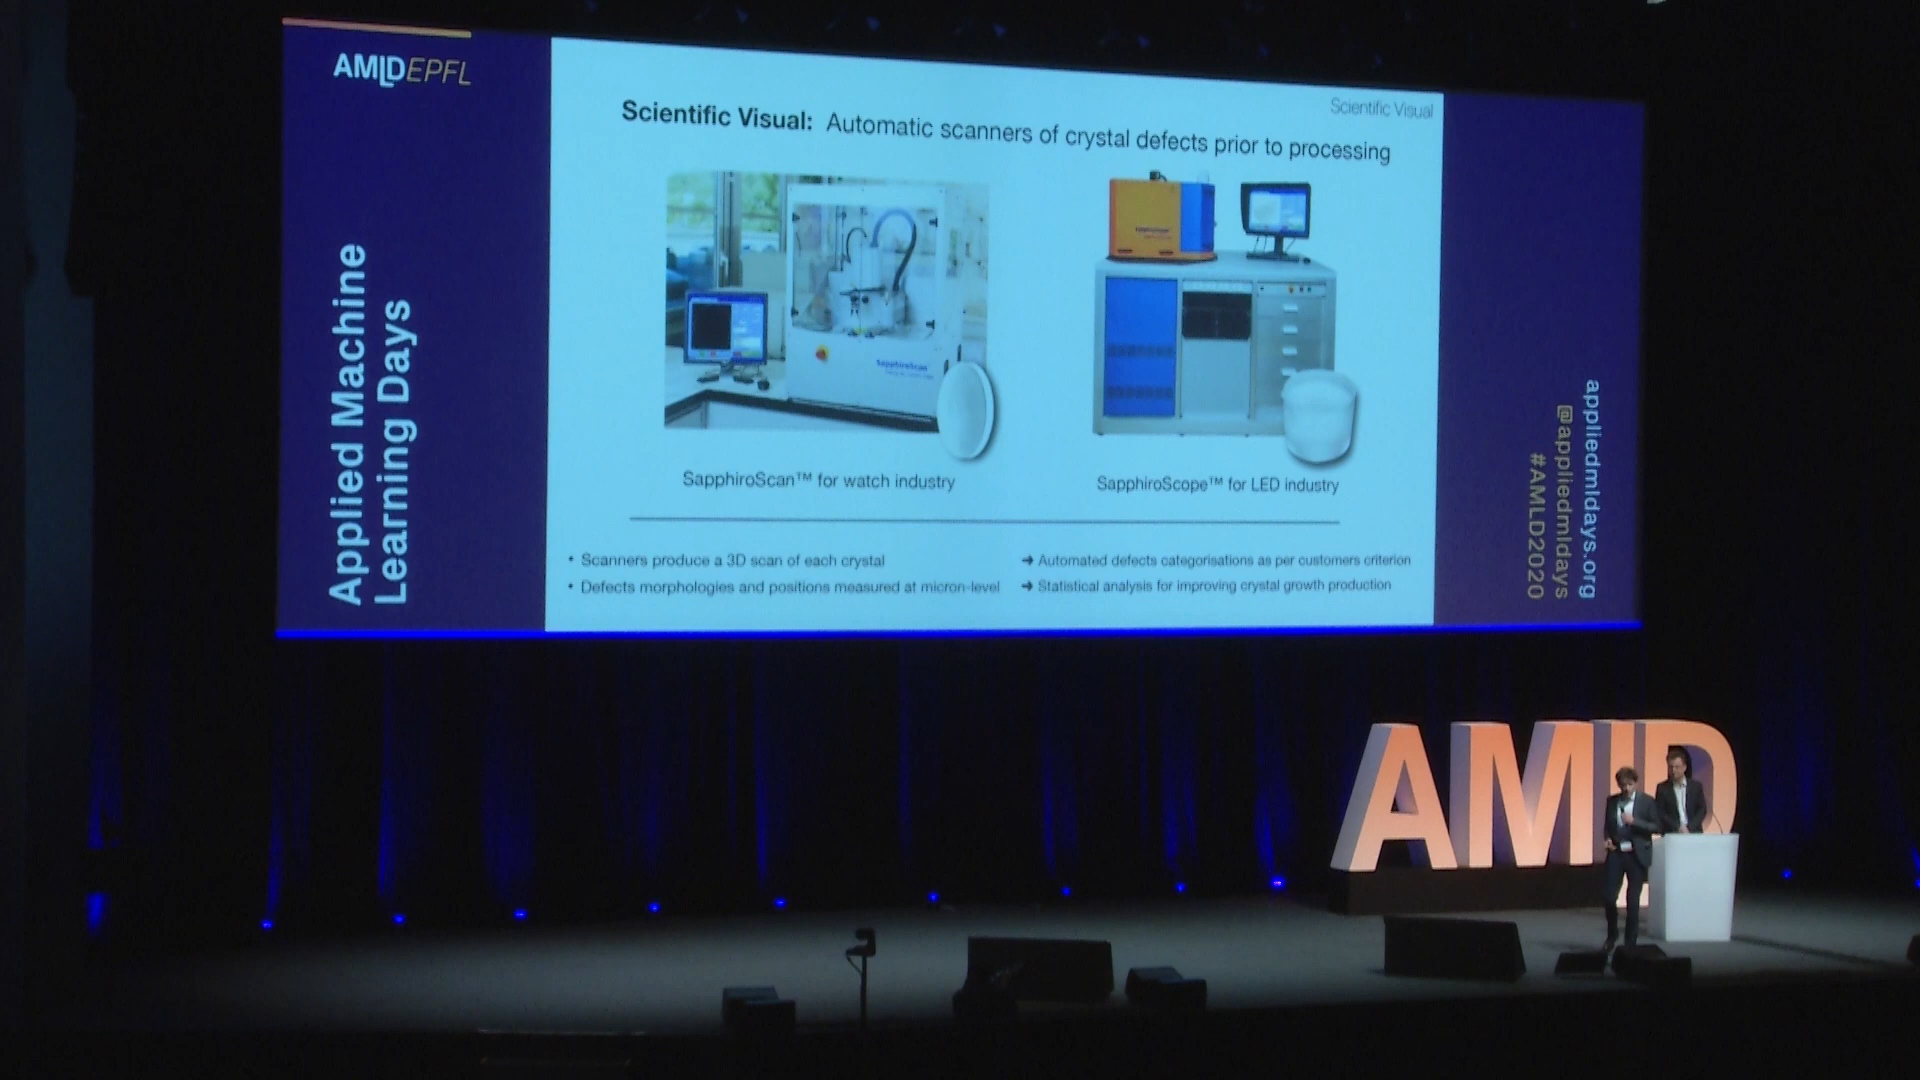 AMLDEPFL
Applied Machine
Learning Days
Scientific Visual
Scientific Visual: Automatic scanners of crystal defects prior to processing
SapphiroScan™
SapphiroScan™ for watch industry
SapphiroScope™ for LED industry
• Scanners produce a 3D scan of each crystal
• Defects morphologies and positions measured at micron-level
➔ Automated defects categorisations as per customers criterion
➔ Statistical analysis for improving crystal growth production
appliedmldays.org
@appliedmldays
#AMLD2020
AMLD